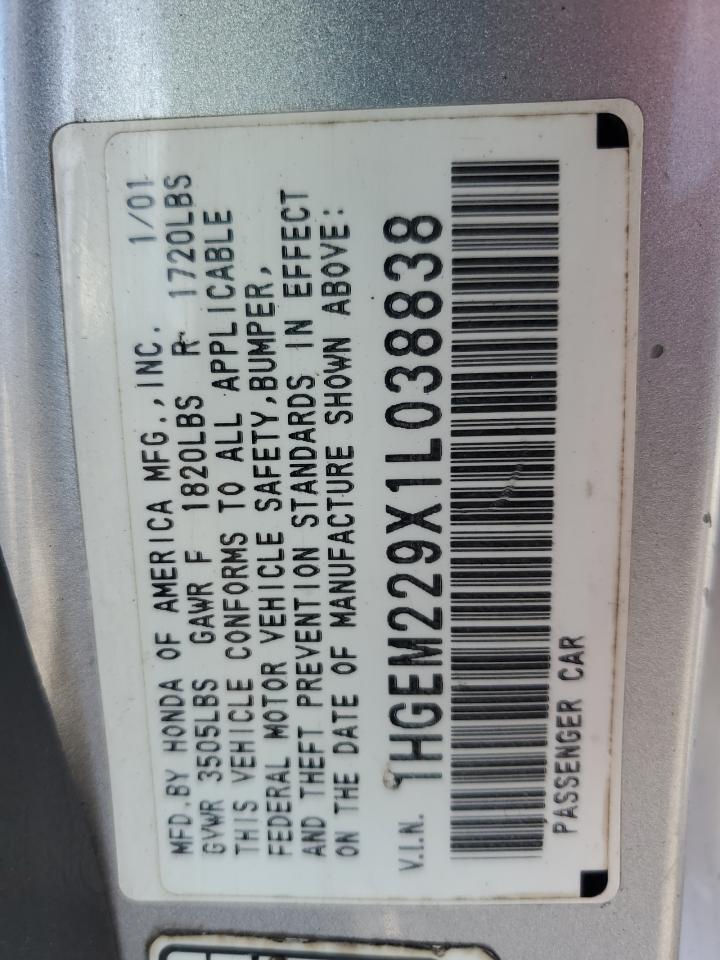 MFD.BY HONDA OF AMERICA MFG.,INC. 1/01
GVWR 3505LBS GAWR F 1820LBS R 1720LBS
THIS VEHICLE CONFORMS TO ALL APPLICABLE
FEDERAL MOTOR VEHICLE SAFETY,BUMPER,
AND THEFT PREVENTION STANDARDS IN EFFECT
ON THE DATE OF MANUFACTURE SHOWN ABOVE:
V.I.N. 1HGEM229X1L038838
PASSENGER CAR